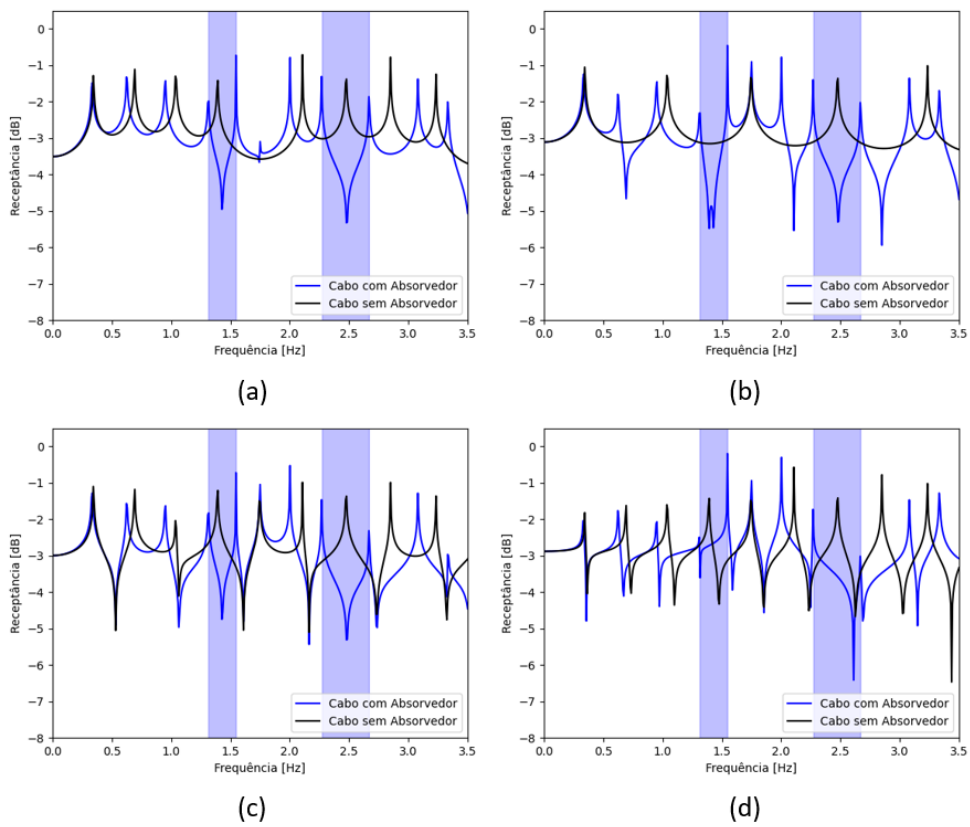 0
−1
−2
−3
−4
−5
−6
−7
−8
Receptância [dB]
Cabo com Absorvedor
Cabo sem Absorvedor
0.0 0.5 1.0 1.5 2.0 2.5 3.0 3.5
Frequência [Hz]
(a)
0
−1
−2
−3
−4
−5
−6
−7
−8
Receptância [dB]
Cabo com Absorvedor
Cabo sem Absorvedor
0.0 0.5 1.0 1.5 2.0 2.5 3.0 3.5
Frequência [Hz]
(b)
0
−1
−2
−3
−4
−5
−6
−7
−8
Receptância [dB]
Cabo com Absorvedor
Cabo sem Absorvedor
0.0 0.5 1.0 1.5 2.0 2.5 3.0 3.5
Frequência [Hz]
(c)
0
−1
−2
−3
−4
−5
−6
−7
−8
Receptância [dB]
Cabo com Absorvedor
Cabo sem Absorvedor
0.0 0.5 1.0 1.5 2.0 2.5 3.0 3.5
Frequência [Hz]
(d)